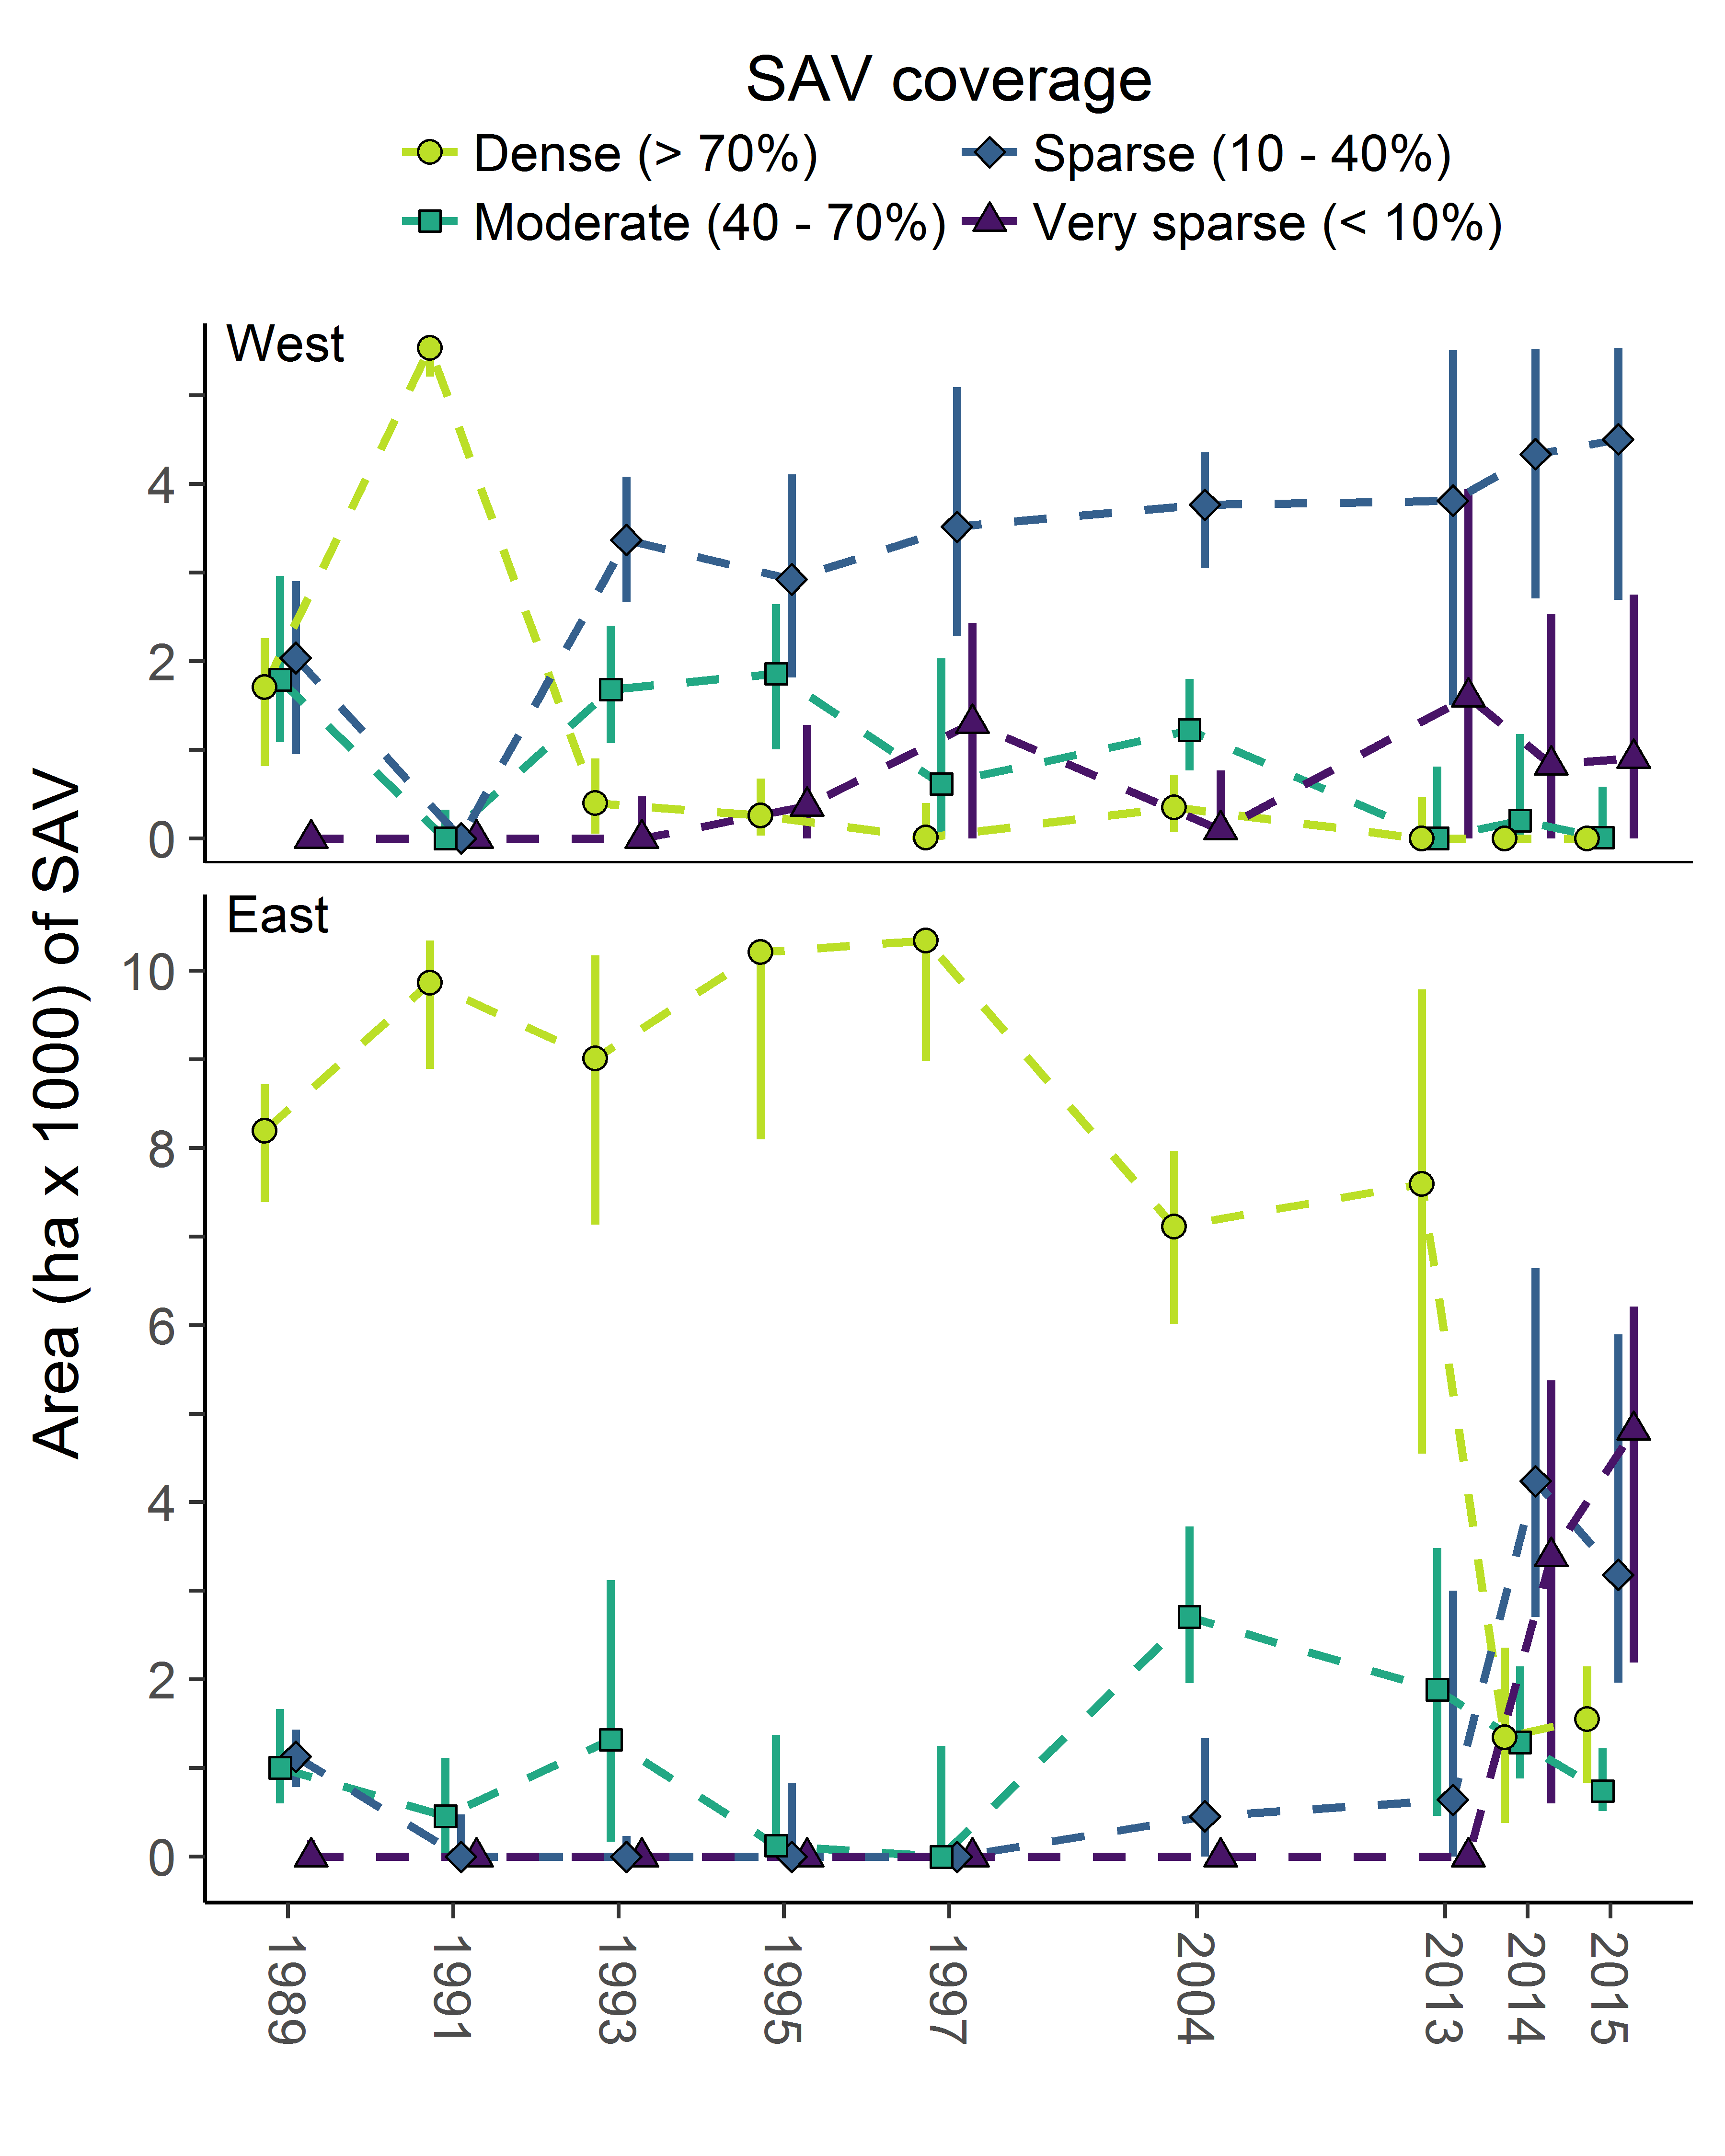 SAV coverage
Dense (> 70%)
Sparse (10 - 40%)
Moderate (40 - 70%)
Very sparse (< 10%)
Area (ha x 1000) of SAV
West
4
2
0
East
10
8
6
4
2
0
1989
1991
1993
1995
1997
2004
2013
2014
2015